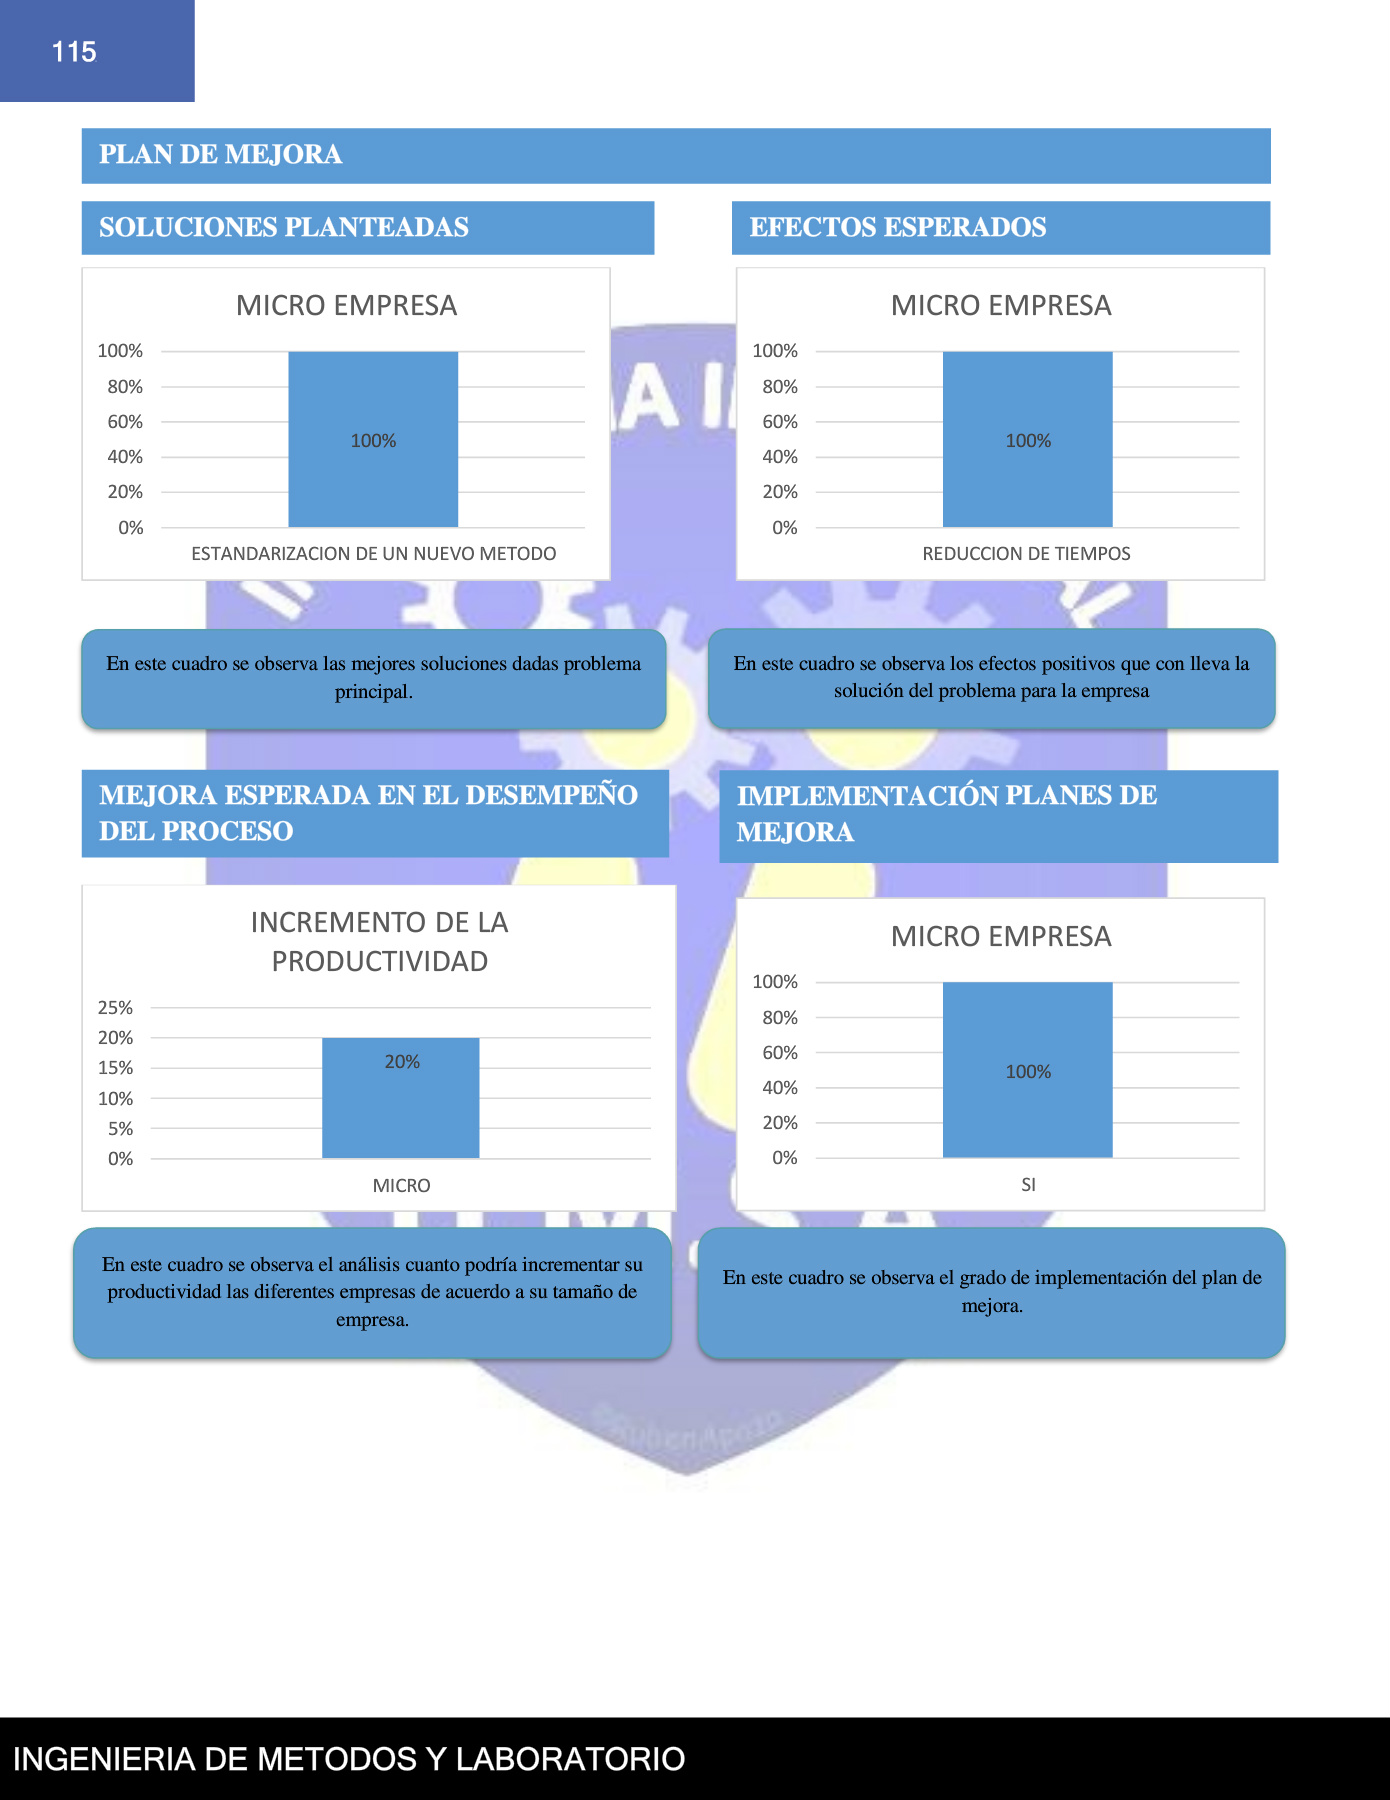 115
PLAN DE MEJORA
SOLUCIONES PLANTEADAS
MICRO EMPRESA
100%
80%
60%
40%
20%
0%
100%
ESTANDARIZACION DE UN NUEVO METODO
En este cuadro se observa las mejores soluciones dadas problema
principal.
EFECTOS ESPERADOS
MICRO EMPRESA
100%
80%
60%
40%
20%
0%
100%
REDUCCION DE TIEMPOS
En este cuadro se observa los efectos positivos que con lleva la
solución del problema para la empresa
MEJORA ESPERADA EN EL DESEMPEÑO
DEL PROCESO
INCREMENTO DE LA
PRODUCTIVIDAD
25%
20%
15%
10%
5%
0%
20%
MICRO
En este cuadro se observa el análisis cuanto podría incrementar su
productividad las diferentes empresas de acuerdo a su tamaño de
empresa.
IMPLEMENTACIÓN PLANES DE
MEJORA
MICRO EMPRESA
100%
80%
60%
40%
20%
0%
100%
SI
En este cuadro se observa el grado de implementación del plan de
mejora.
©RubenApaza
INGENIERIA DE METODOS Y LABORATORIO